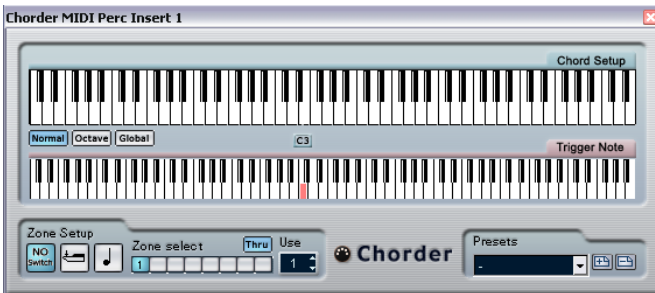 Chorder MIDI Perc Insert 1
Chord Setup
Normal Octave Global
C3
Trigger Note
Zone Setup
NO Switch
Zone select
Thru
Use
1
1
Chorder
Presets
-